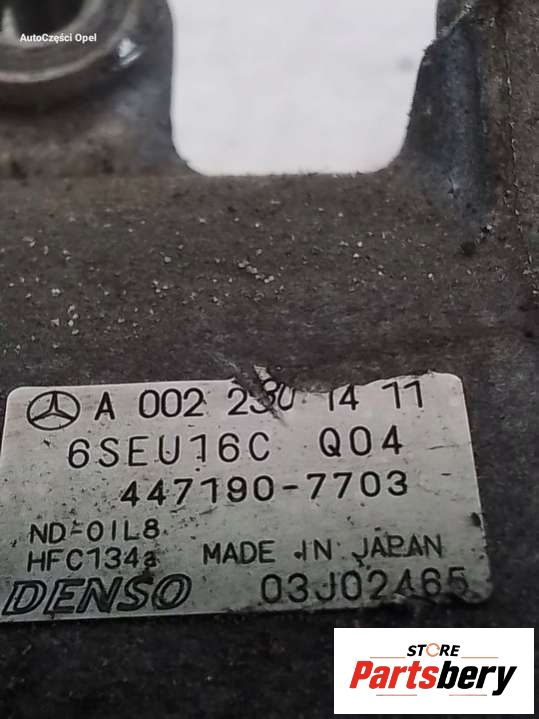 AutoCzęści Opel
A 002 230 14 11
6SEU16C Q04
447190-7703
ND-OIL8
HFC134a MADE IN JAPAN
DENSO 03J02465
STORE
Partsbery